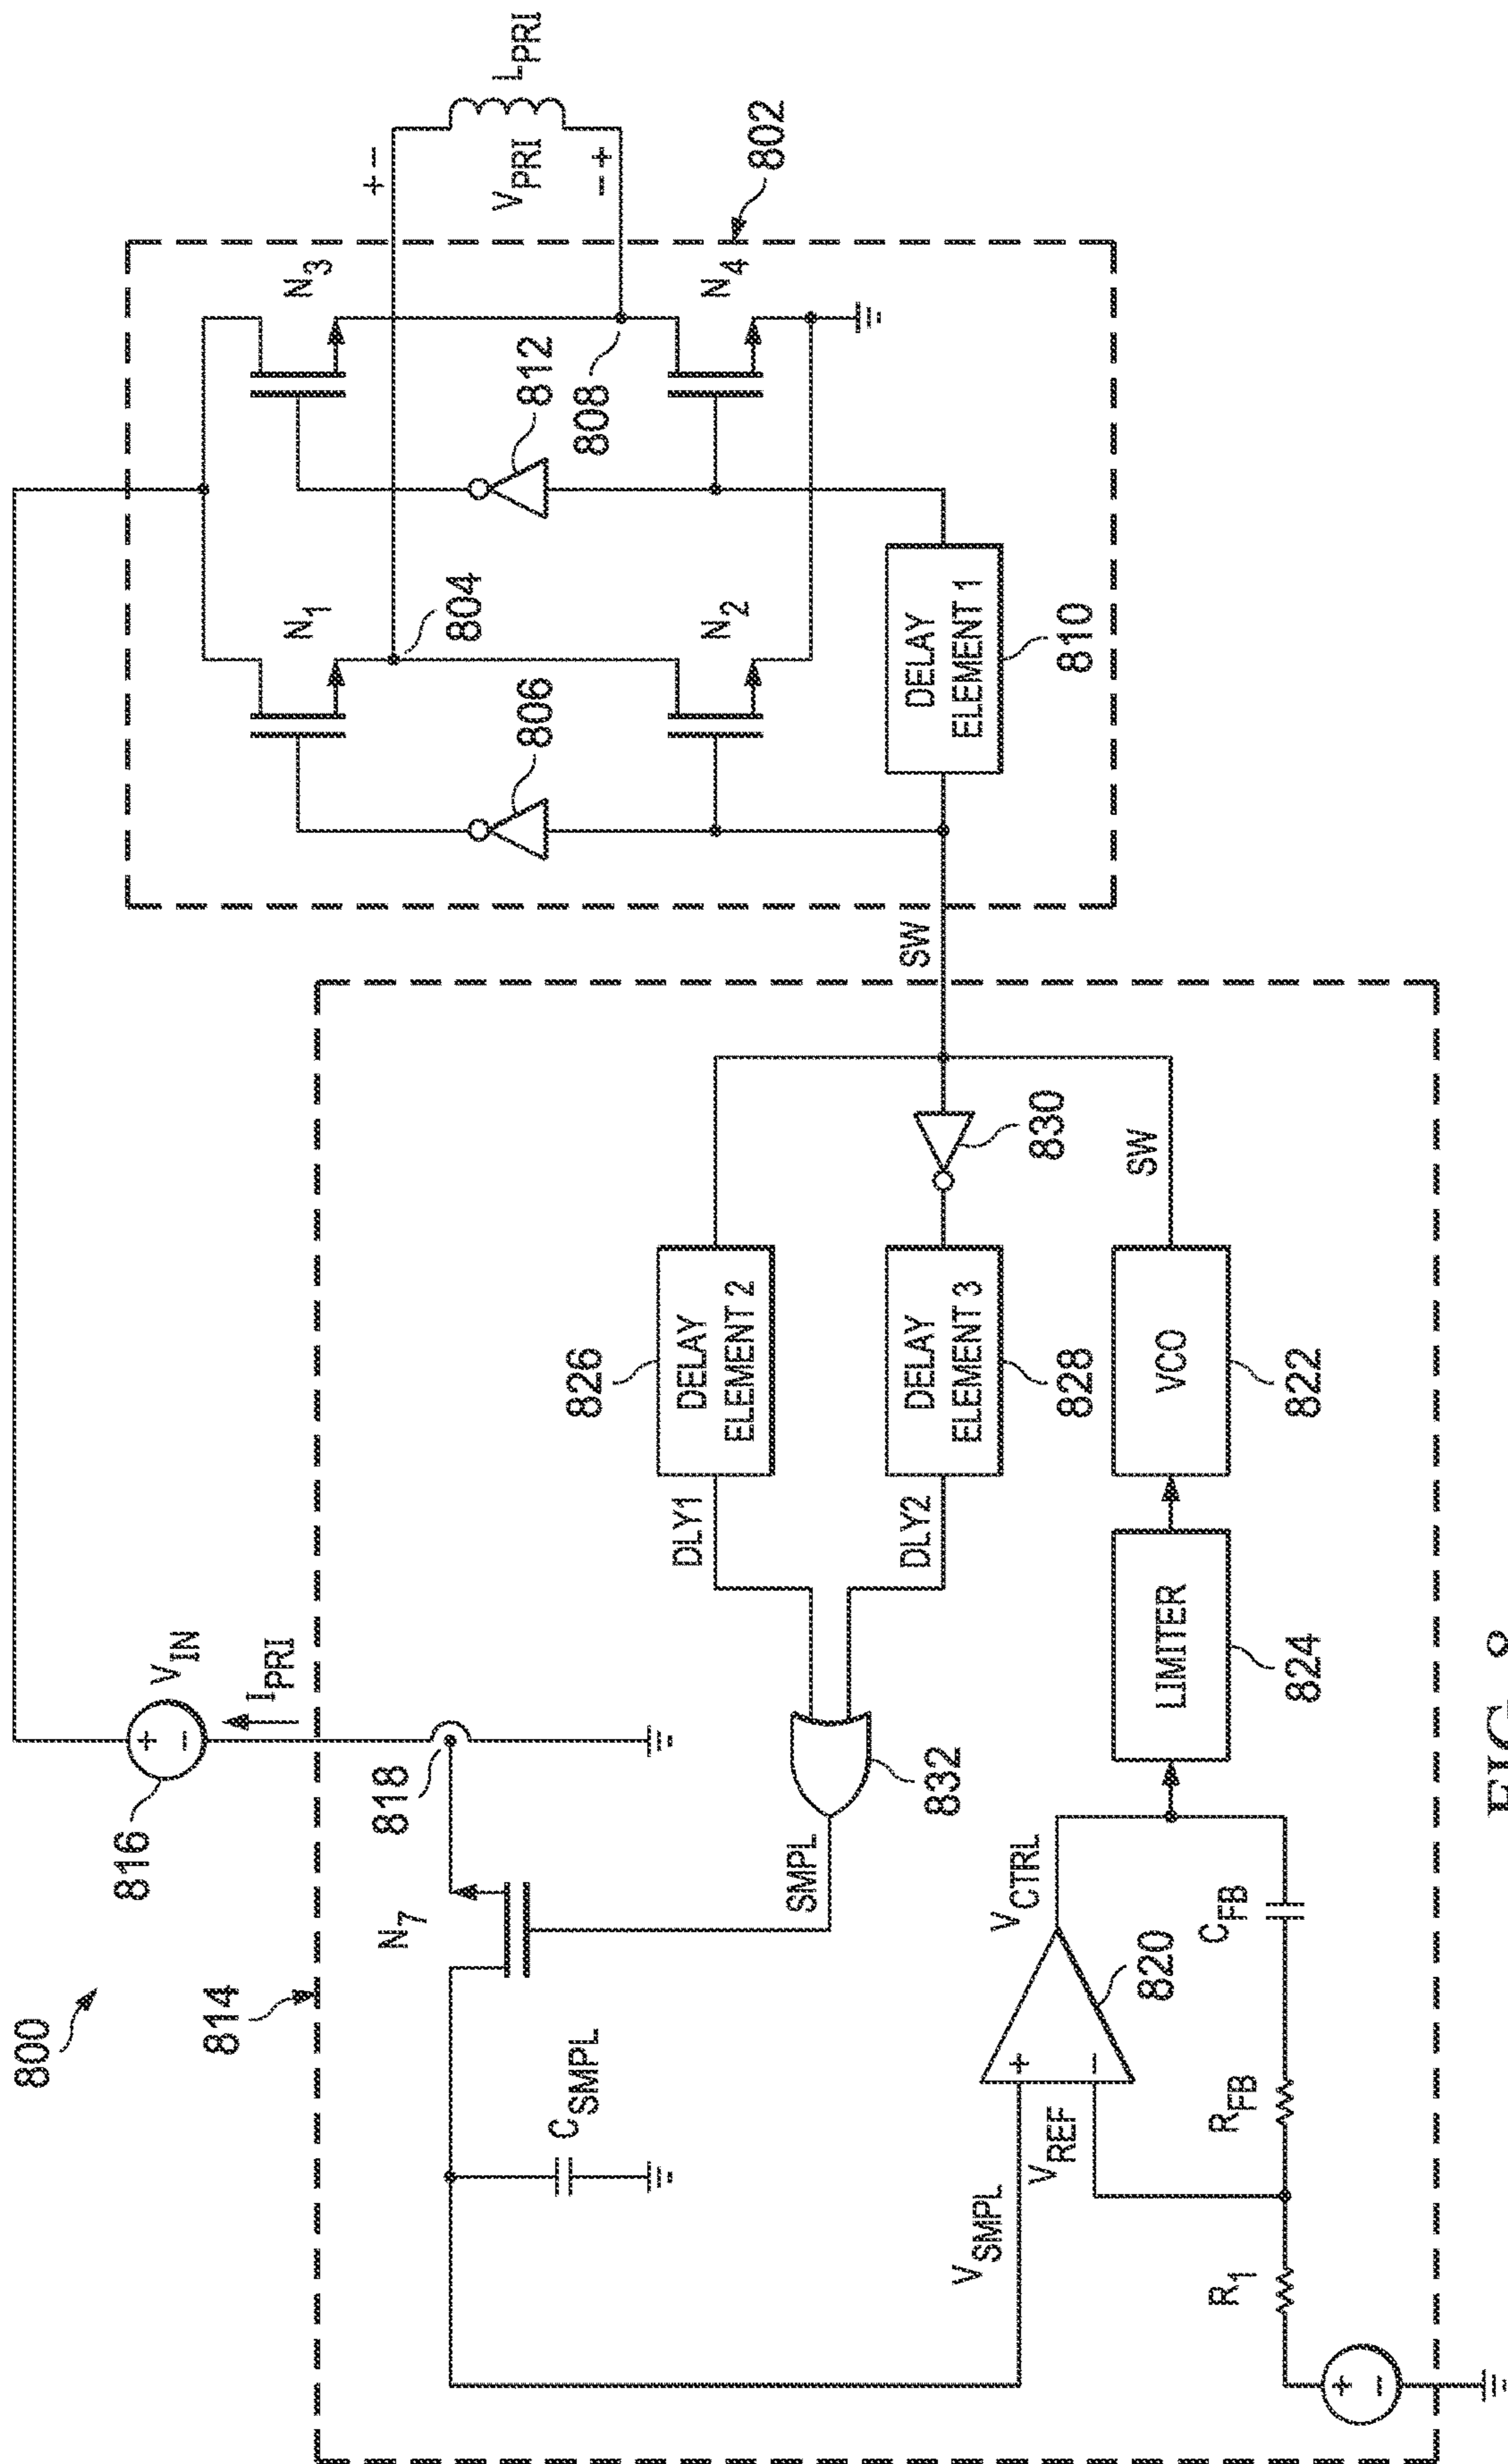 800
816
V_IN
I_PRI
814
818
N_7
C_SMPL
SMPL
832
DLY1
DLY2
826
DELAY
ELEMENT 2
DELAY
ELEMENT 3
828
830
SW
VCO
822
LIMITER
824
V_CTRL
820
+
−
V_SMPL
V_REF
C_FB
R_FB
R_1
+
−
+
−
SW
802
N_1
N_2
N_3
N_4
804
806
808
812
DELAY
ELEMENT 1
810
+ −
V_PRI
− +
L_PRI